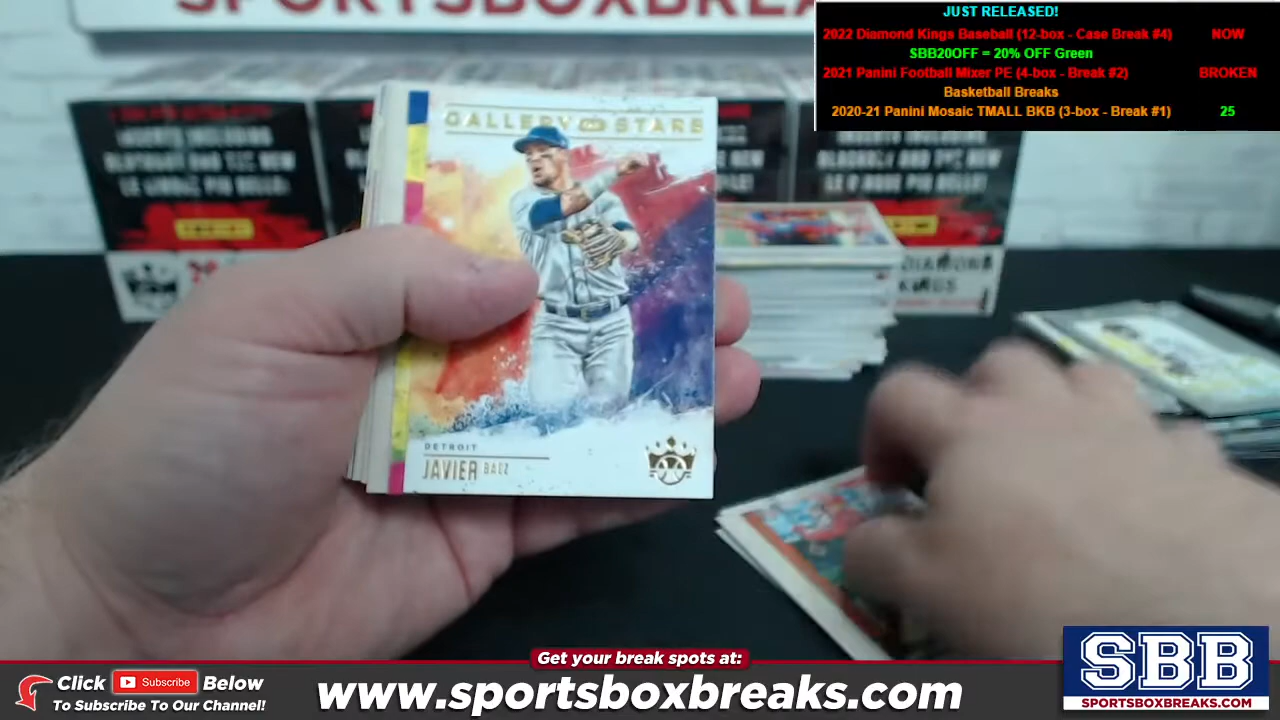 SPORTSBOXBREAKS
JUST RELEASED!
2022 Diamond Kings Baseball (12-box - Case Break #4) NOW
SBB20OFF = 20% OFF Green
2021 Panini Football Mixer PE (4-box - Break #2) BROKEN
Basketball Breaks
2020-21 Panini Mosaic TMALL BKB (3-box - Break #1) 25
GALLERY OF STARS
DETROIT
JAVIER BAEZ
DIAMOND
KINGS
Get your break spots at:
Click Subscribe Below
To Subscribe To Our Channel!
www.sportsboxbreaks.com
SBB
SPORTSBOXBREAKS.COM